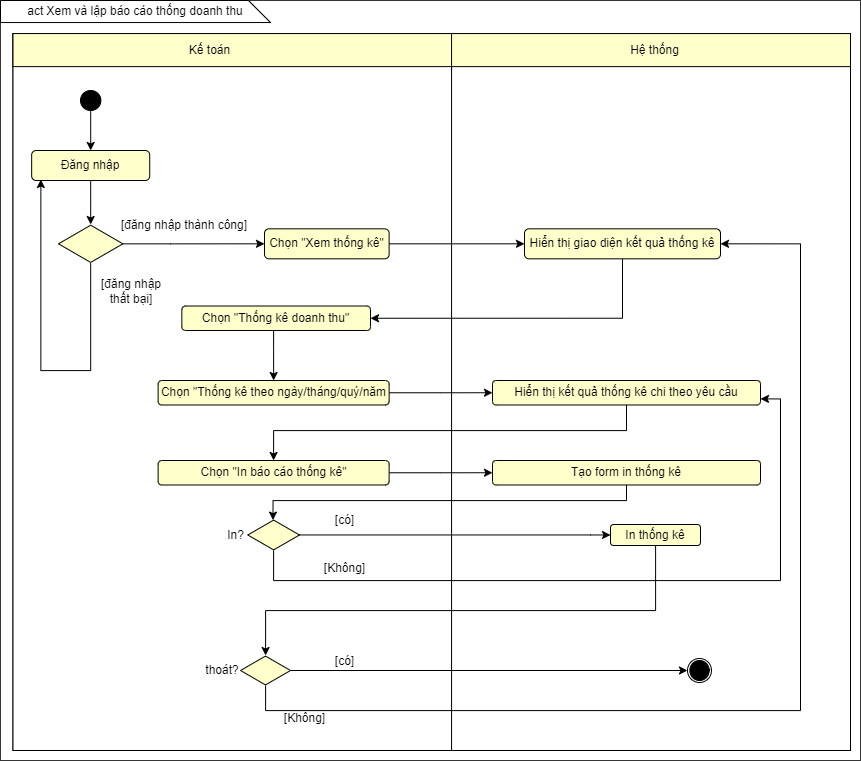 act Xem và lập báo cáo thống doanh thu
Kế toán
Hệ thống
Đăng nhập
[đăng nhập thành công]
Chọn "Xem thống kê"
Hiển thị giao diện kết quả thống kê
[đăng nhập
thất bại]
Chọn "Thống kê doanh thu"
Chọn "Thống kê theo ngày/tháng/quý/năm
Hiển thị kết quả thống kê chi theo yêu cầu
Chọn "In báo cáo thống kê"
Tạo form in thống kê
In?
[có]
In thống kê
[Không]
thoát?
[có]
[Không]